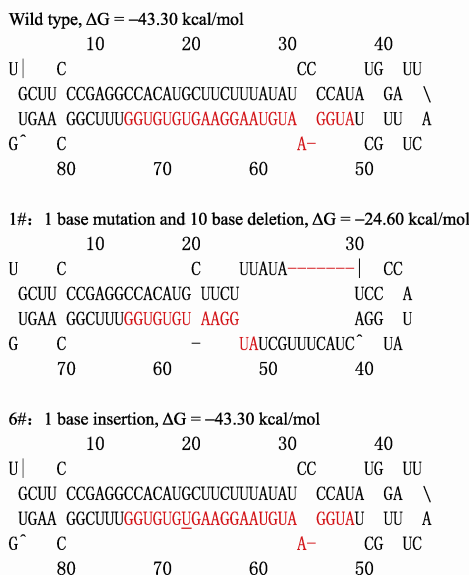 Wild type, ΔG = –43.30 kcal/mol
10 20 30 40
U| C CC UG UU
GCUU CCGAGGCCACAUGCUUCUUUAUAU CCAUA GA \
UGAA GGCUUUGGUGUGUGAAGGAAUGUA GGUAU UU A
G^ C A- CG UC
80 70 60 50
1#: 1 base mutation and 10 base deletion, ΔG = –24.60 kcal/mol
10 20 30
U C C UUAUA-------| CC
GCUU CCGAGGCCACAUG UUCU UCC A
UGAA GGCUUUGGUGUGU AAGG AGG U
G C - UAUCGUUUCAUC^ UA
70 60 50 40
6#: 1 base insertion, ΔG = –43.30 kcal/mol
10 20 30 40
U| C CC UG UU
GCUU CCGAGGCCACAUGCUUCUUUAUAU CCAUA GA \
UGAA GGCUUUGGUGUGUGAAGGAAUGUA GGUAU UU A
G^ C A- CG UC
80 70 60 50